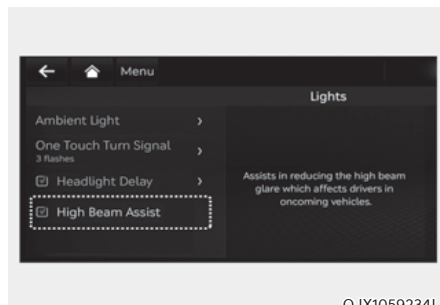 Menu
Lights
Ambient Light
One Touch Turn Signal
3 flashes
Headlight Delay
High Beam Assist
Assists in reducing the high beam
glare which affects drivers in
oncoming vehicles.